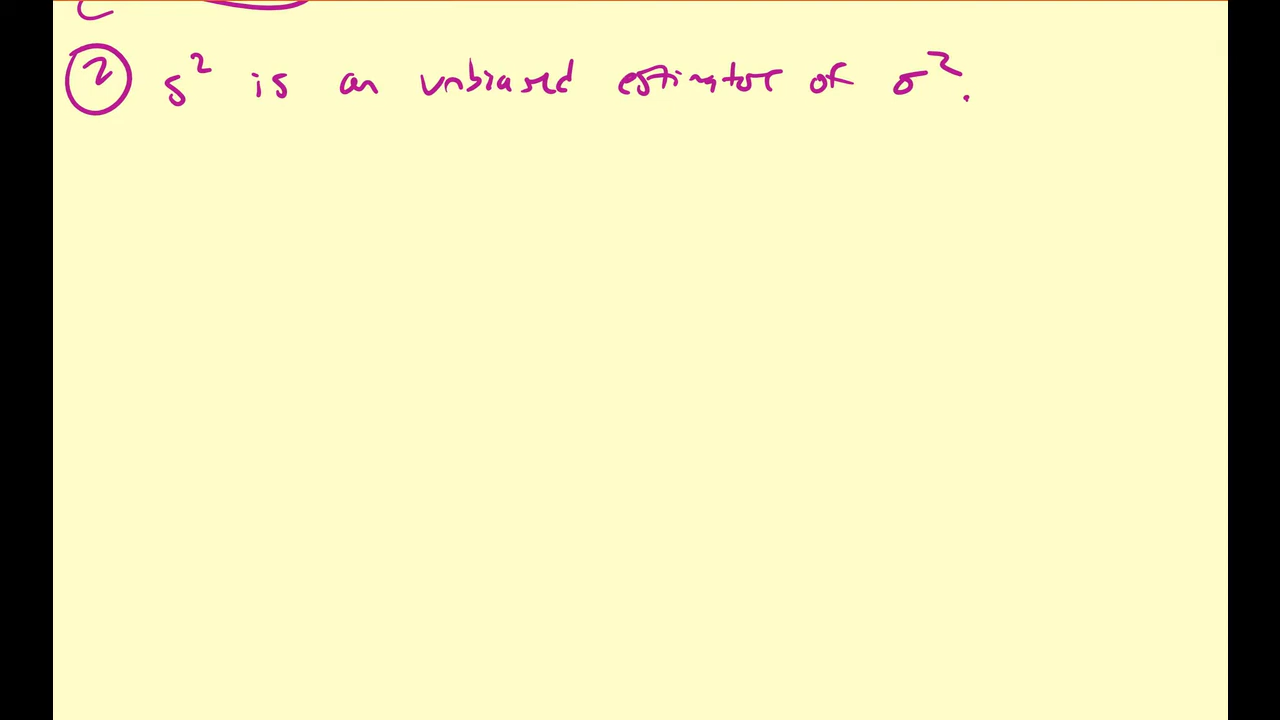 ② s² is an unbiased estimator of σ².